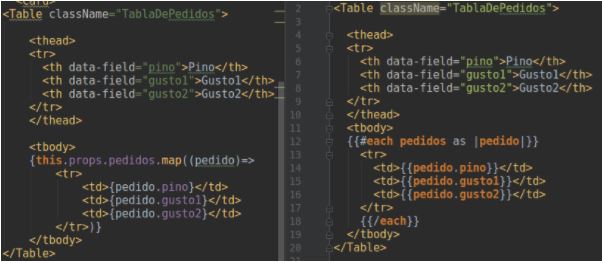 <Card>
<Table className="TablaDePedidos">
<thead>
<tr>
<th data-field="pino">Pino</th>
<th data-field="gusto1">Gusto1</th>
<th data-field="gusto2">Gusto2</th>
</tr>
</thead>
<tbody>
{this.props.pedidos.map((pedido)=>
<tr>
<td>{pedido.pino}</td>
<td>{pedido.gusto1}</td>
<td>{pedido.gusto2}</td>
</tr>)}
</tbody>
</Table>
2 <Table className="TablaDePedidos">
3
4 <thead>
5 <tr>
6 <th data-field="pino">Pino</th>
7 <th data-field="gusto1">Gusto1</th>
8 <th data-field="gusto2">Gusto2</th>
9 </tr>
10 </thead>
11 <tbody>
12 {{#each pedidos as |pedido|}}
13 <tr>
14 <td>{{pedido.pino}}</td>
15 <td>{{pedido.gusto1}}</td>
16 <td>{{pedido.gusto2}}</td>
17 </tr>
18 {{/each}}
19 </tbody>
20 </Table>